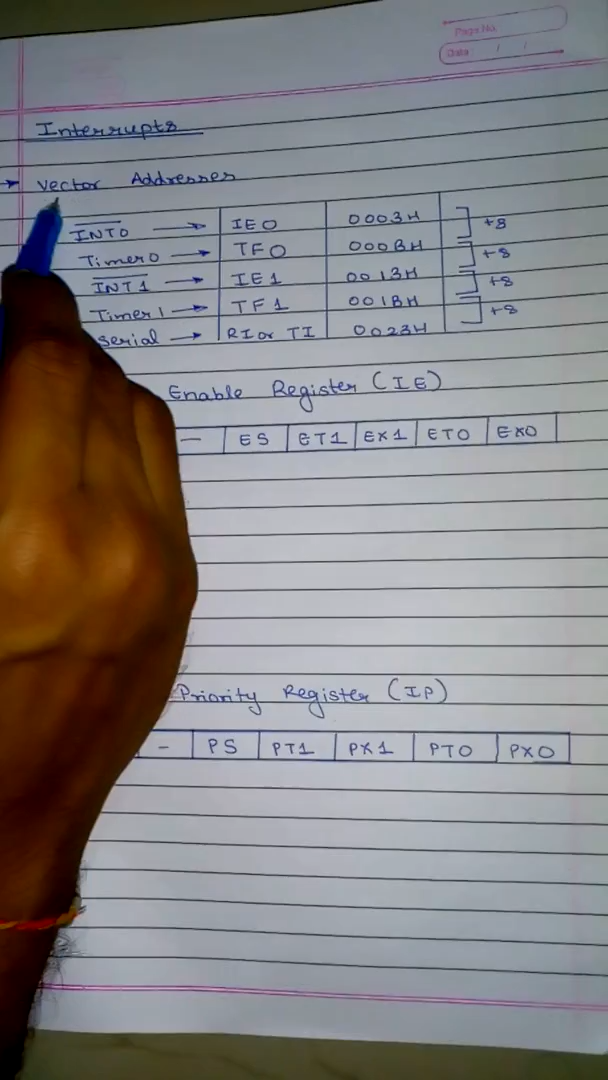 Page No.
Date: / /
Interrupts
→ Vector Addresses
INT0 → IE0 0003H +8
Timer0 → TF0 000BH +8
INT1 → IE1 0013H +8
Timer1 → TF1 001BH +8
serial → RI or TI 0023H
Enable Register (IE)
— ES ET1 EX1 ET0 EX0
Priority Register (IP)
- PS PT1 PX1 PT0 PX0